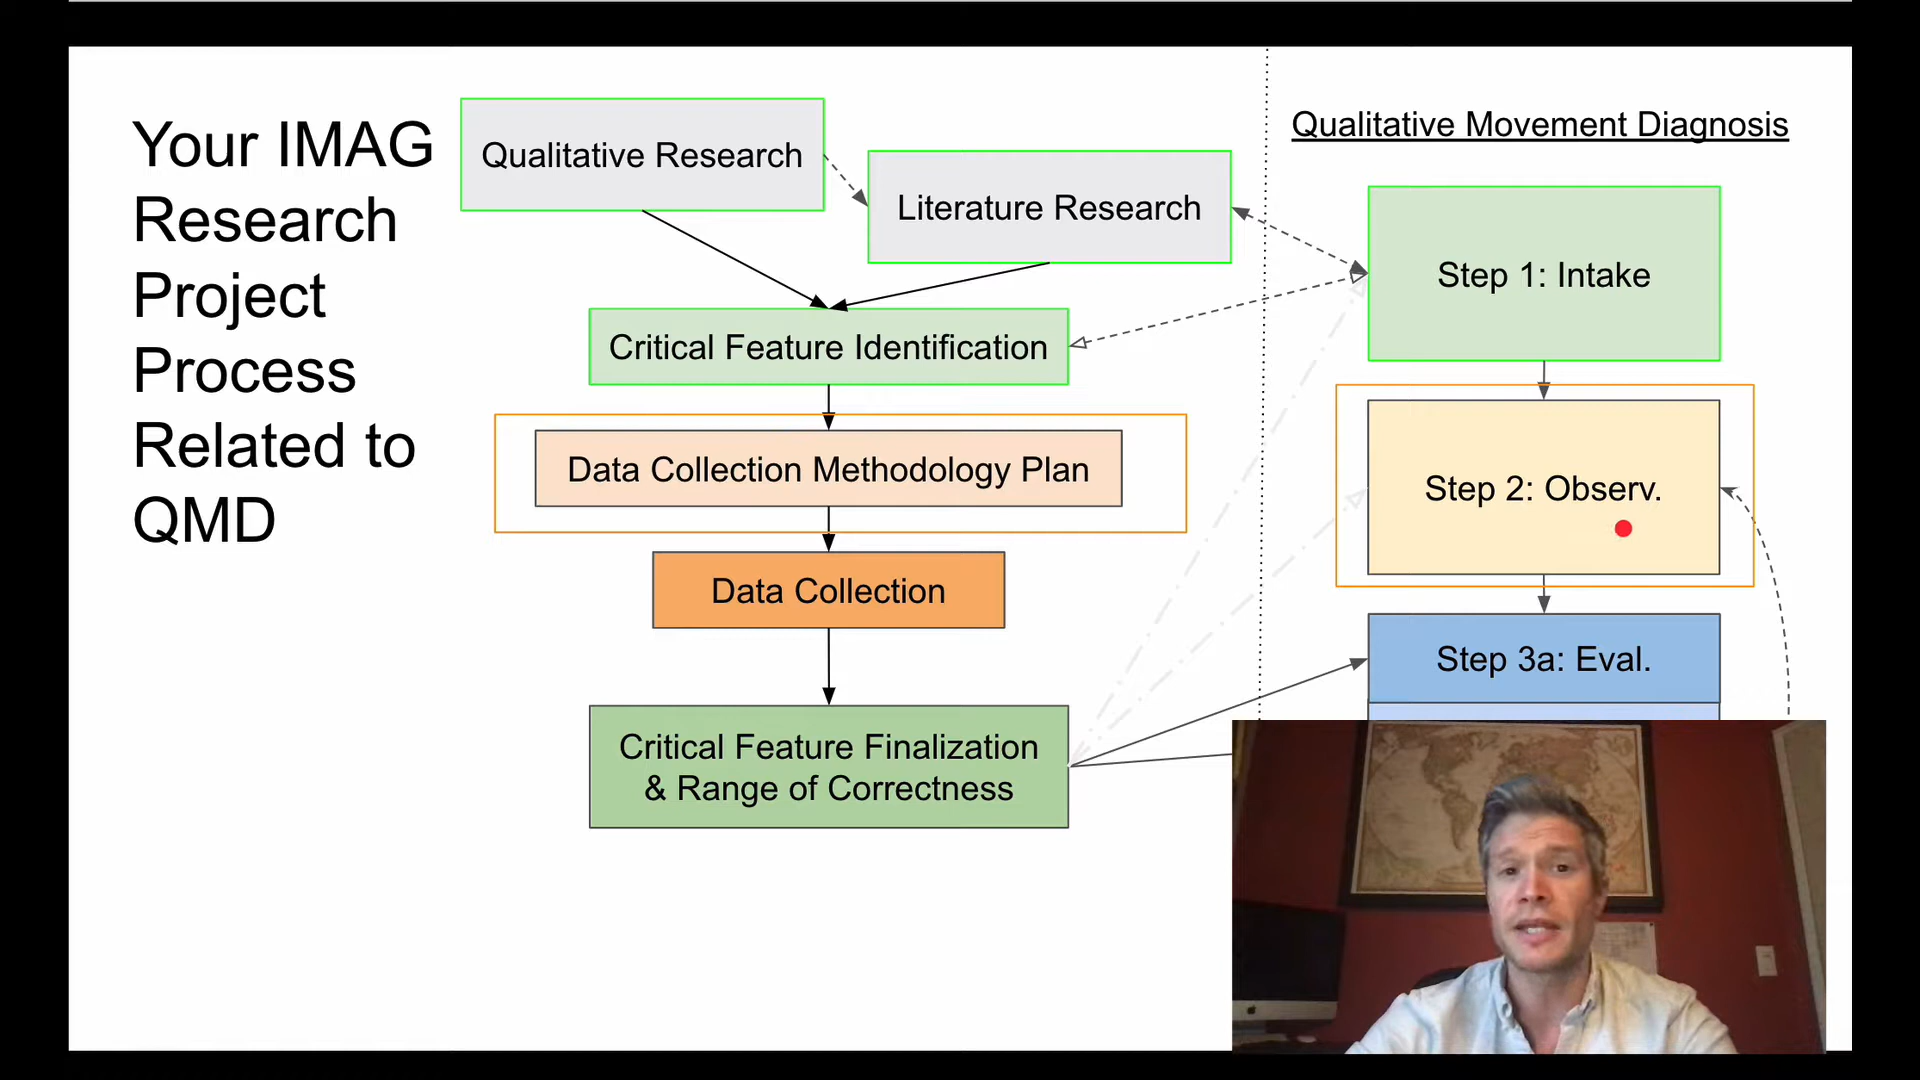 Your IMAG
Research
Project
Process
Related to
QMD
Qualitative Research
Literature Research
Critical Feature Identification
Data Collection Methodology Plan
Data Collection
Critical Feature Finalization
& Range of Correctness
Qualitative Movement Diagnosis
Step 1: Intake
Step 2: Observ.
Step 3a: Eval.